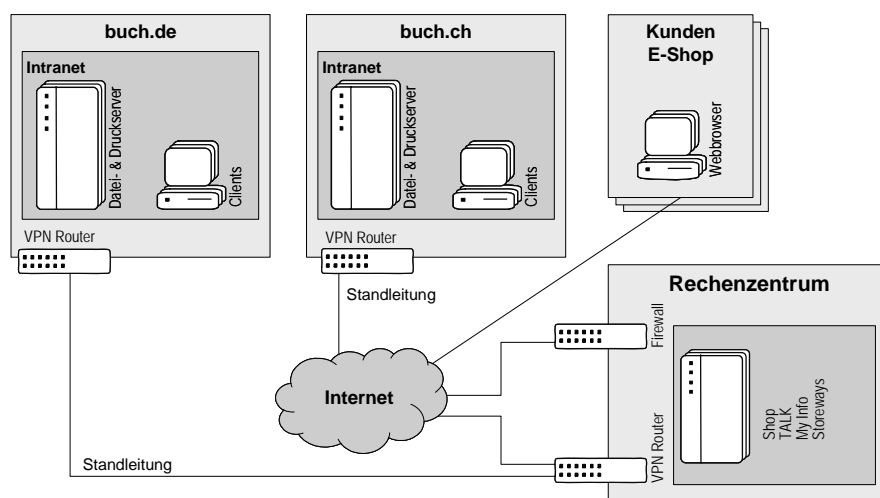 buch.de
Intranet
Datei- & Druckserver
Clients
VPN Router
buch.ch
Intranet
Datei- & Druckserver
Clients
VPN Router
Kunden
E-Shop
Webbrowser
Standleitung
Internet
Standleitung
Rechenzentrum
Firewall
VPN Router
Shop
TALK
My Info
Storeways